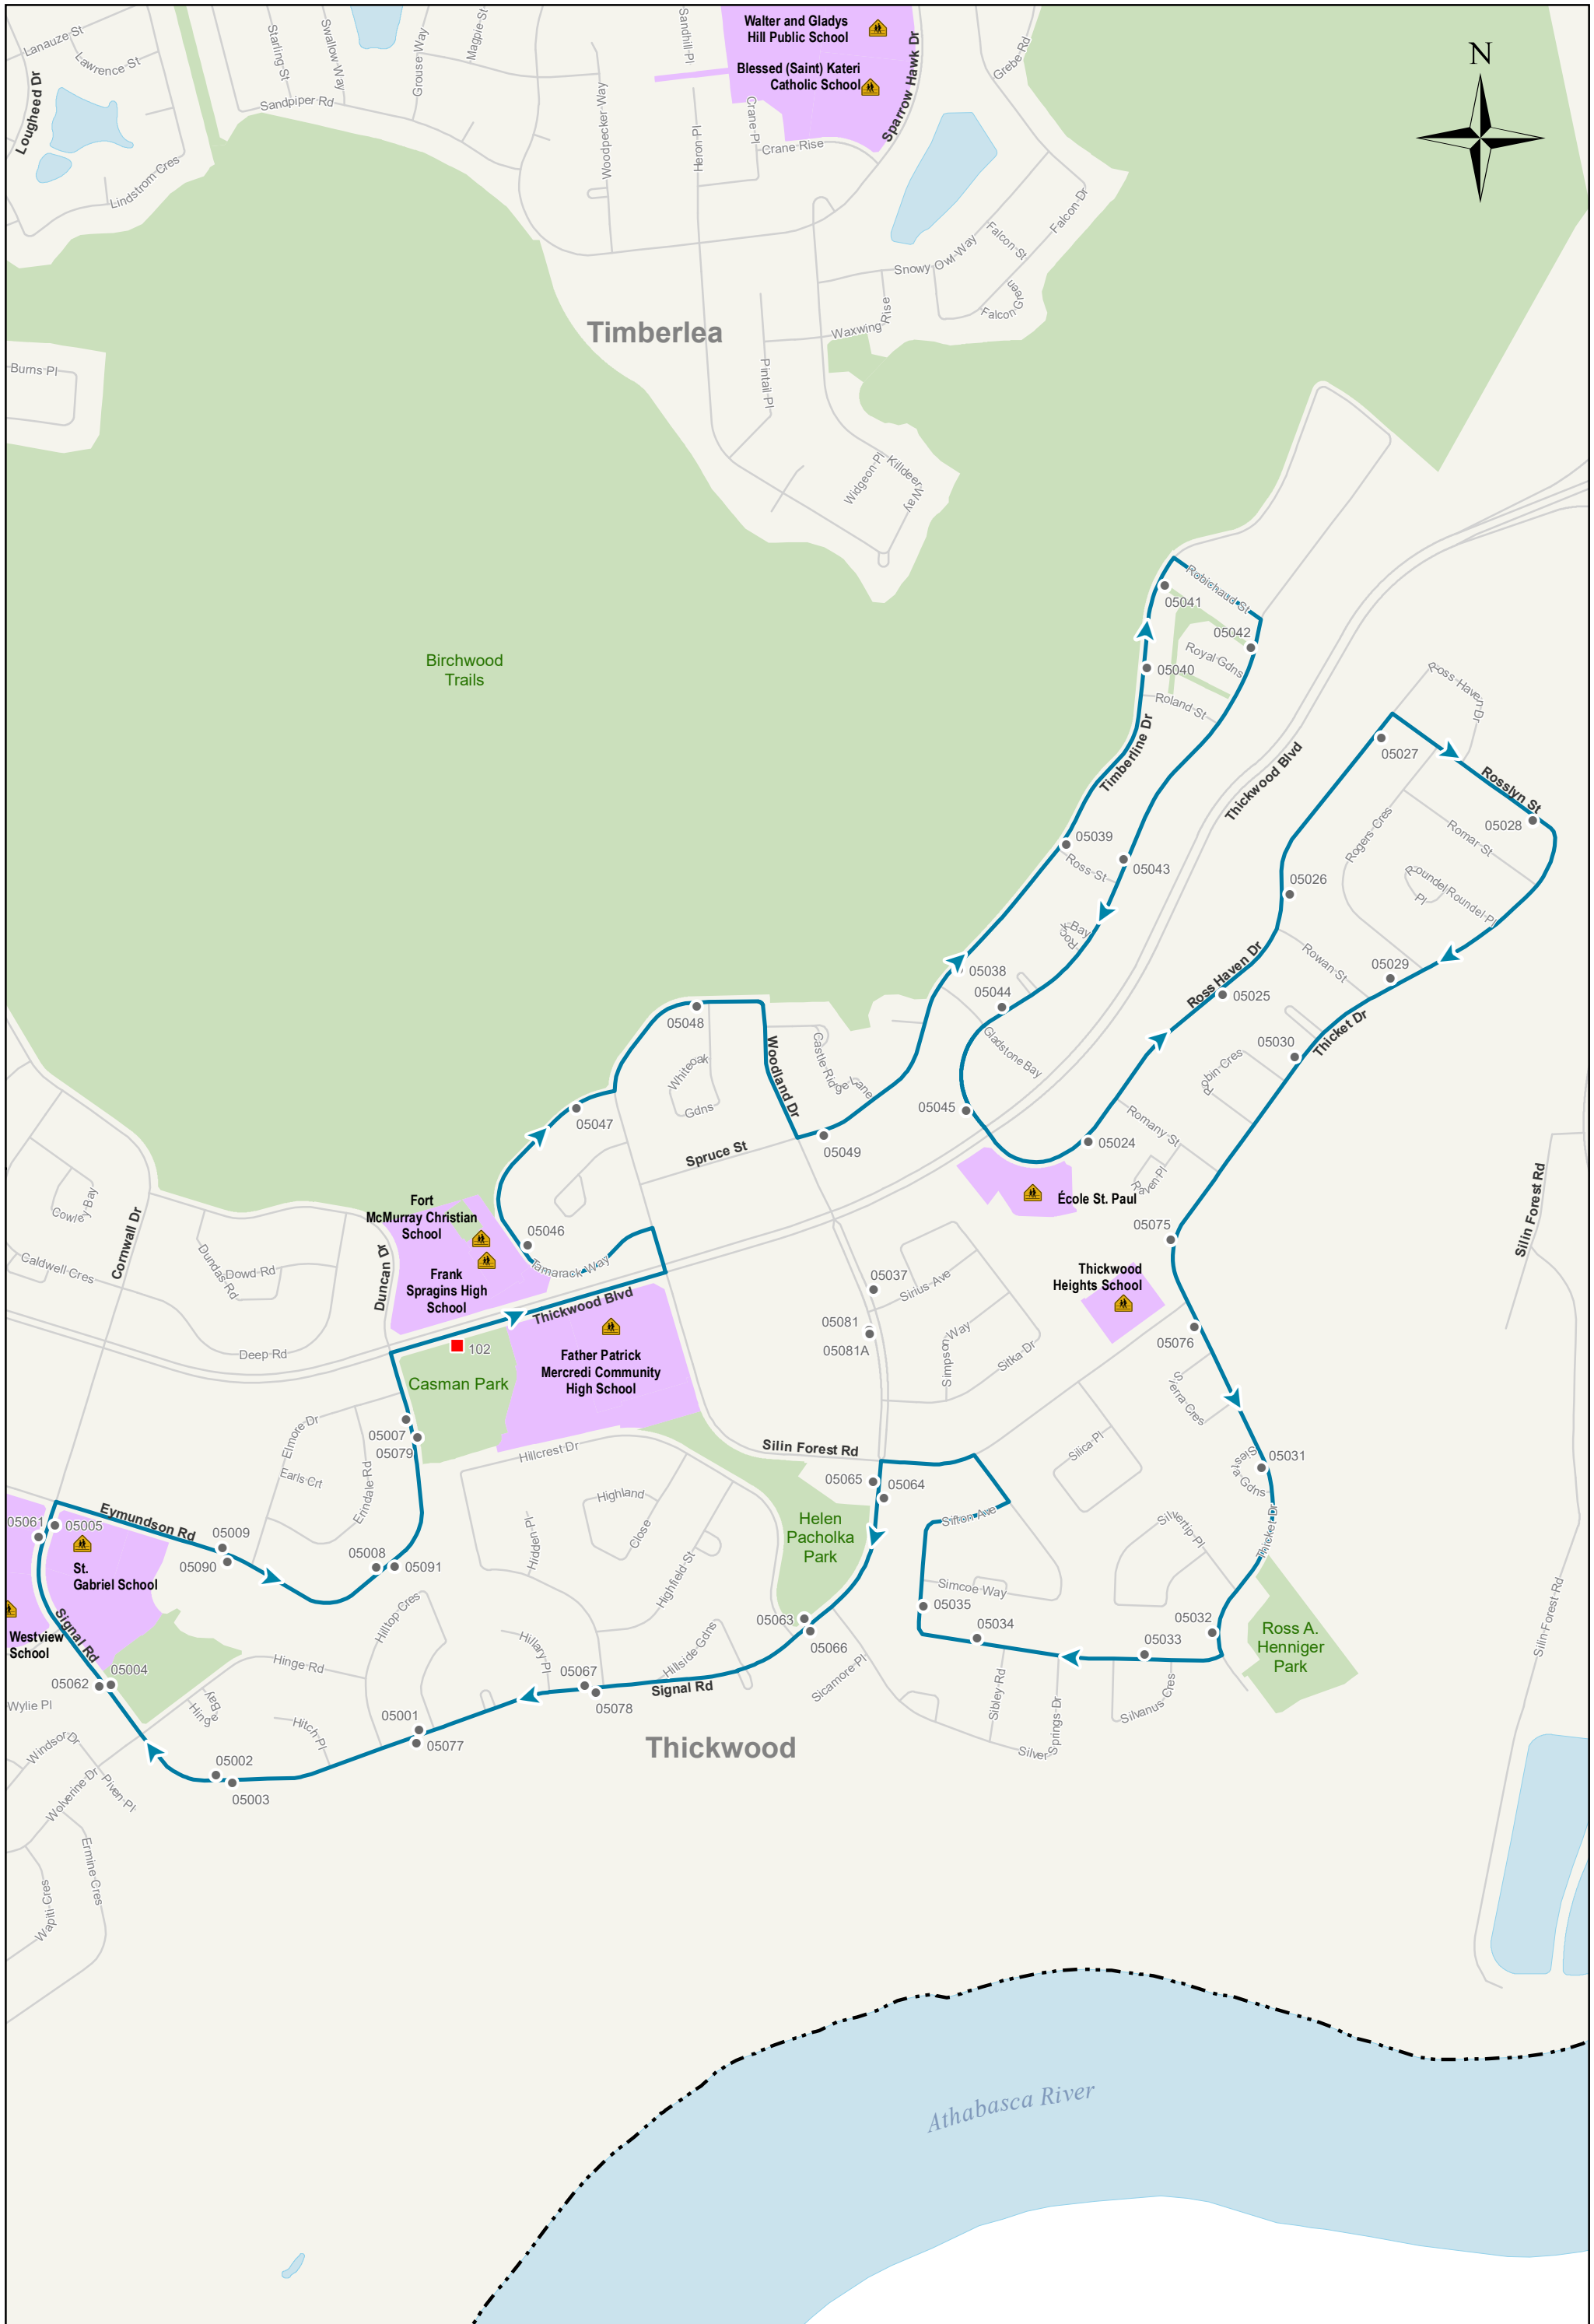 Walter and Gladys
Hill Public School
Blessed (Saint) Kateri
Catholic School
N
Lanauze St
Lawrence St
Lougheed Dr
Lindstrom Cres
Starling St
Swallow Way
Sandpiper Rd
Grouse Way
Magpie St
Woodpecker Way
Sandhill Pl
Heron Pl
Crane Pl
Crane Rise
Sparrow Hawk Dr
Grebe Rd
Falcon Dr
Falcon St
Snowy Owl Way
Falcon Green
Waxwing Rise
Timberlea
Pintail Pl
Widgeon Pl
Killdeer Way
Burns Pl
Birchwood
Trails
Robichaud St
05041
05042
Royal Gdns
05040
Roland St
Timberline Dr
Thickwood Blvd
Ross Haven Dr
05027
Rosslyn St
05028
Romar St
Rogers Cres
Roundel Pl
Roundel Pl
05039
Ross St
05043
05026
Rock Bay
Rowan St
05029
Ross Haven Dr
05025
05038
05044
Gladstone Bay
Thicket Dr
05030
Robin Cres
05048
Whiteoak
Gdns
Woodland Dr
Castle Ridge Lane
05045
05047
05049
Spruce St
05024
Romany St
Raven Pl
École St. Paul
Silin Forest Rd
Cowley Bay
Cornwall Dr
Caldwell Cres
Dundas Rd
Dowd Rd
Deep Rd
Duncan Dr
Fort
McMurray Christian
School
Frank
Spragins High
School
05046
Tamarack Way
Thickwood Blvd
05075
Thickwood
Heights School
05076
05037
Sirius Ave
05081
05081A
Simpson Way
Sitka Dr
Sierra Cres
102
Casman Park
Father Patrick
Mercredi Community
High School
05007
05079
Elmore Dr
Earls Crt
Erindale Rd
Hillcrest Dr
Silin Forest Rd
Silica Pl
05031
Siesta Gdns
Thicket Dr
Highland
Close
Hidden Pl
Highfield St
05065
05064
Helen
Pacholka
Park
Sifton Ave
Silvertip Pl
Eymundson Rd
05061
05005
St.
Gabriel School
05009
05090
05008
05091
Signal Rd
Westview
School
Simcoe Way
05035
05034
05032
05033
Ross A.
Henniger
Park
Silin Forest Rd
05063
05066
Hilltop Cres
Hinge Rd
Hinge Bay
Hitch Pl
Hillary Pl
Hillside Gdns
05062
05004
Wylie Pl
Windsor Dr
Wolverine Dr
Piven Pl
05067
05078
Signal Rd
Sicamore Pl
Sibley Rd
Silver Springs Dr
Silvanus Cres
05001
05077
05002
05003
Thickwood
Ermine Cres
Wapiti Cres
Athabasca River